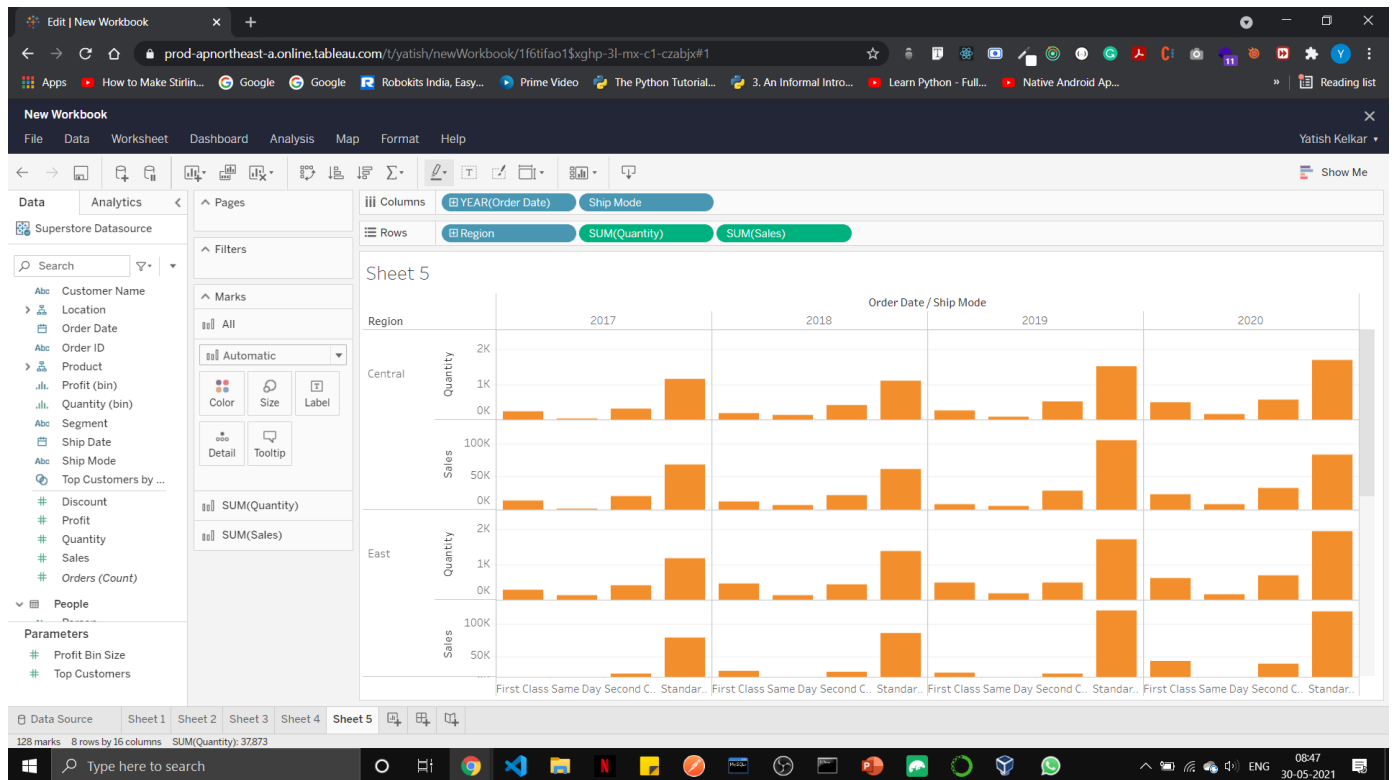 Edit | New Workbook
prod-apnortheast-a.online.tableau.com/t/yatish/newWorkbook/1f6tifao1$xghp-3l-mx-c1-czabjx#1
11
Y
Apps How to Make Stirlin... Google Google Robokits India, Easy... Prime Video The Python Tutorial... 3. An Informal Intro... Learn Python - Full... Native Android Ap... » Reading list
New Workbook
File Data Worksheet Dashboard Analysis Map Format Help Yatish Kelkar
Show Me
Data Analytics
Superstore Datasource
Search
Abc Customer Name
Location
Order Date
Abc Order ID
Product
Profit (bin)
Quantity (bin)
Abc Segment
Ship Date
Abc Ship Mode
Top Customers by ...
# Discount
# Profit
# Quantity
# Sales
# Orders (Count)
People
Parameters
# Profit Bin Size
# Top Customers
Pages
Filters
Marks
All
Automatic
Color Size Label
Detail Tooltip
SUM(Quantity)
SUM(Sales)
Columns YEAR(Order Date) Ship Mode
Rows Region SUM(Quantity) SUM(Sales)
Sheet 5
Order Date / Ship Mode
Region 2017 2018 2019 2020
Central
Quantity
2K
1K
0K
Sales
100K
50K
0K
East
Quantity
2K
1K
0K
Sales
100K
50K
First Class Same Day Second C.. Standar.. First Class Same Day Second C.. Standar.. First Class Same Day Second C.. Standar.. First Class Same Day Second C.. Standar..
Data Source Sheet 1 Sheet 2 Sheet 3 Sheet 4 Sheet 5
128 marks 8 rows by 16 columns SUM(Quantity): 37,873
Type here to search
ENG
08:47
30-05-2021